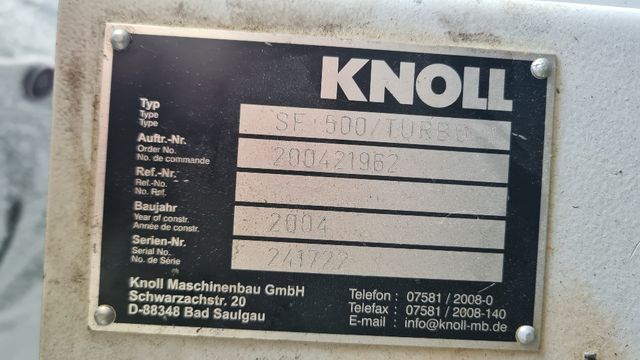 KNOLL
Typ
Type
Type
SF 500/TURBO
Auftr.-Nr.
Order No.
No. de commande
200421962
Ref.-Nr.
Ref.-No.
No. Ref.
Baujahr
Year of constr.
Année de constr.
2004
Serien-Nr.
Serial No.
No. de Série
241722
Knoll Maschinenbau GmbH
Schwarzachstr. 20
D-88348 Bad Saulgau
Telefon : 07581 / 2008-0
Telefax : 07581 / 2008-140
E-mail : info@knoll-mb.de